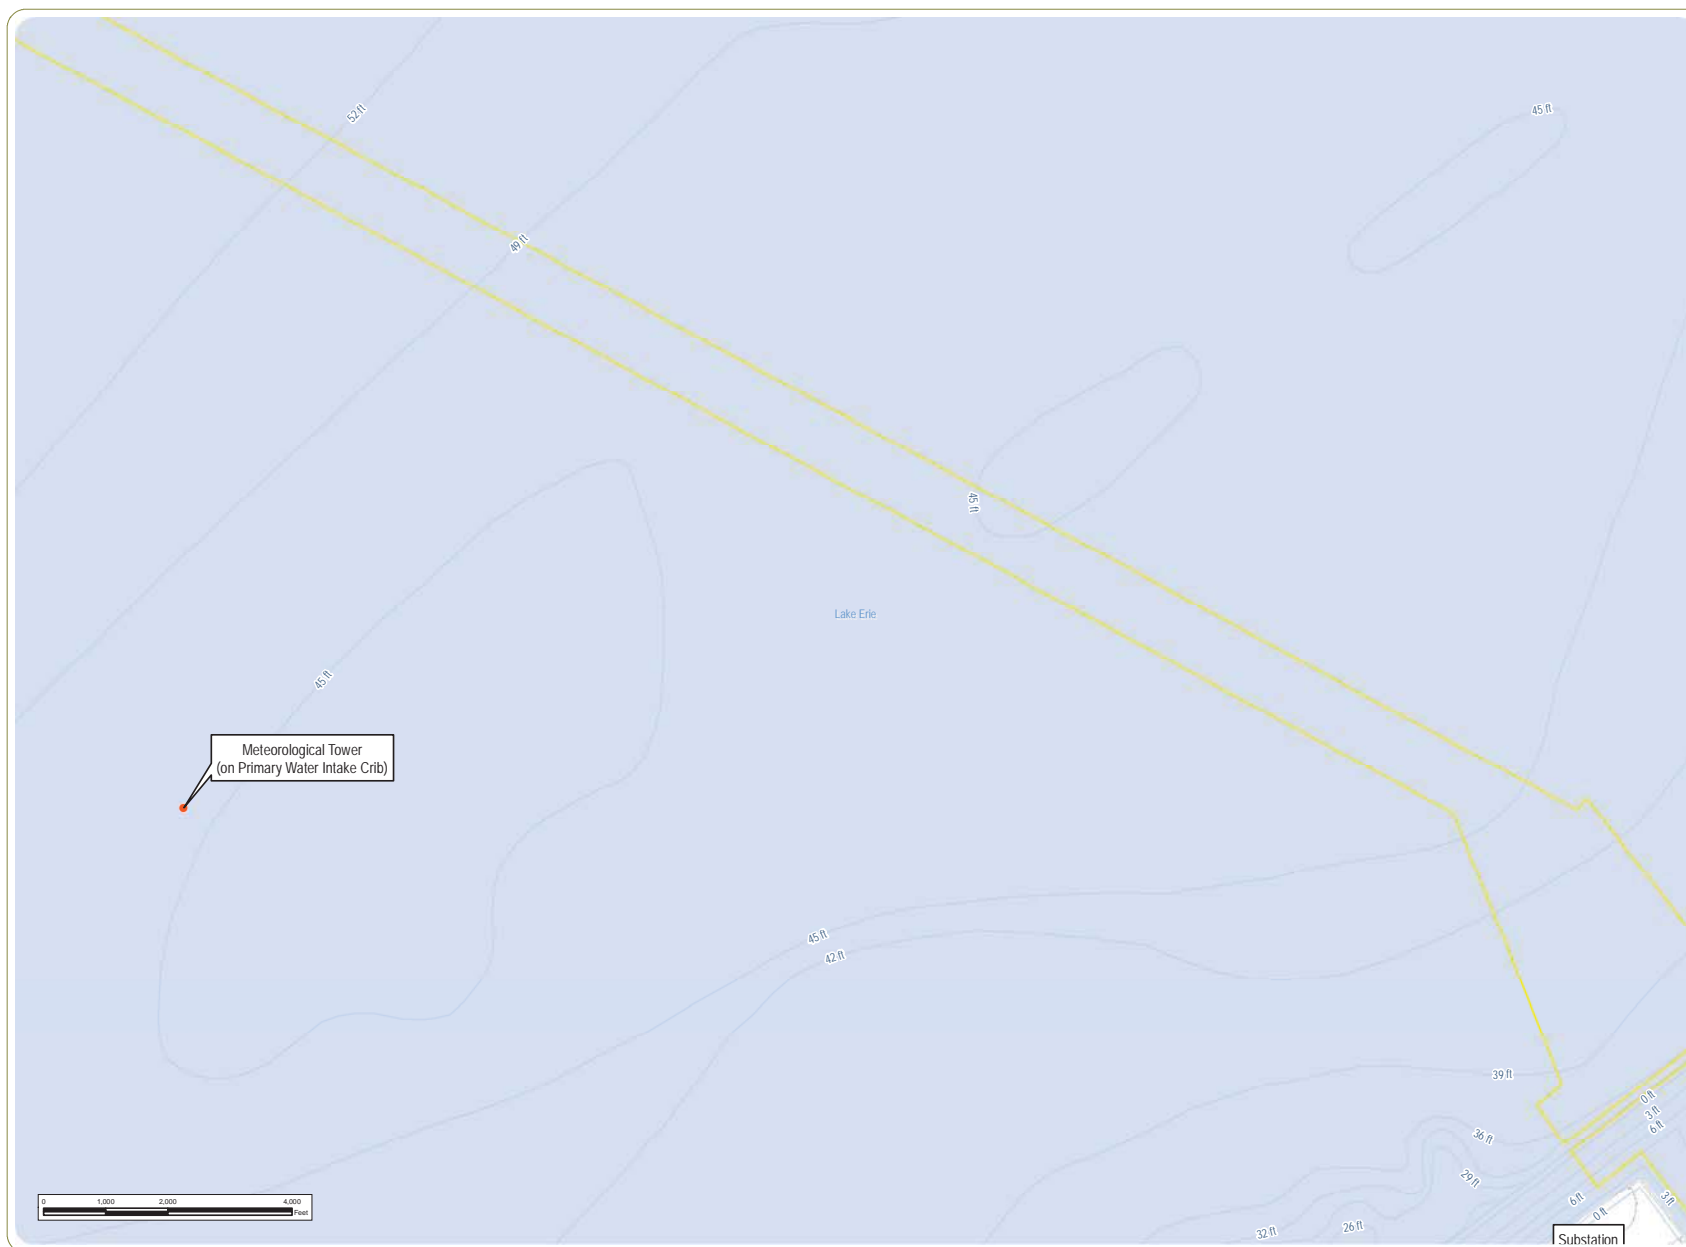 52 ft
45 ft
49 ft
45 ft
Lake Erie
45 ft
Meteorological Tower
(on Primary Water Intake Crib)
45 ft
42 ft
39 ft
0 ft
3 ft
6 ft
36 ft
29 ft
6 ft
3 ft
0 ft
32 ft
26 ft
Substation
0 1,000 2,000 4,000
Feet